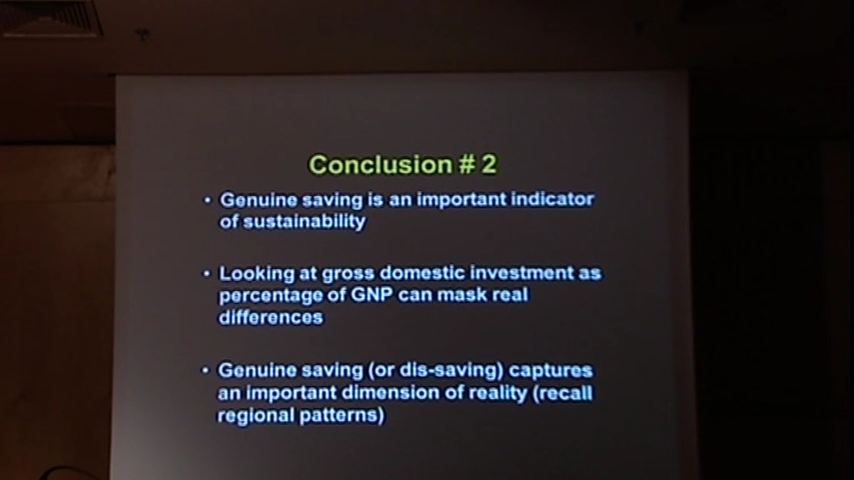 Conclusion # 2
• Genuine saving is an important indicator
of sustainability
• Looking at gross domestic investment as
percentage of GNP can mask real
differences
• Genuine saving (or dis-saving) captures
an important dimension of reality (recall
regional patterns)